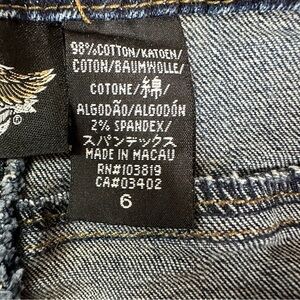 98%COTTON/KATOEN/
COTON/BAUMWOLLE/
COTONE/綿/
ALGODÃO/ALGODÓN
2% SPANDEX/
スパンデックス
MADE IN MACAU
RN#103819
CA#03402
6
®